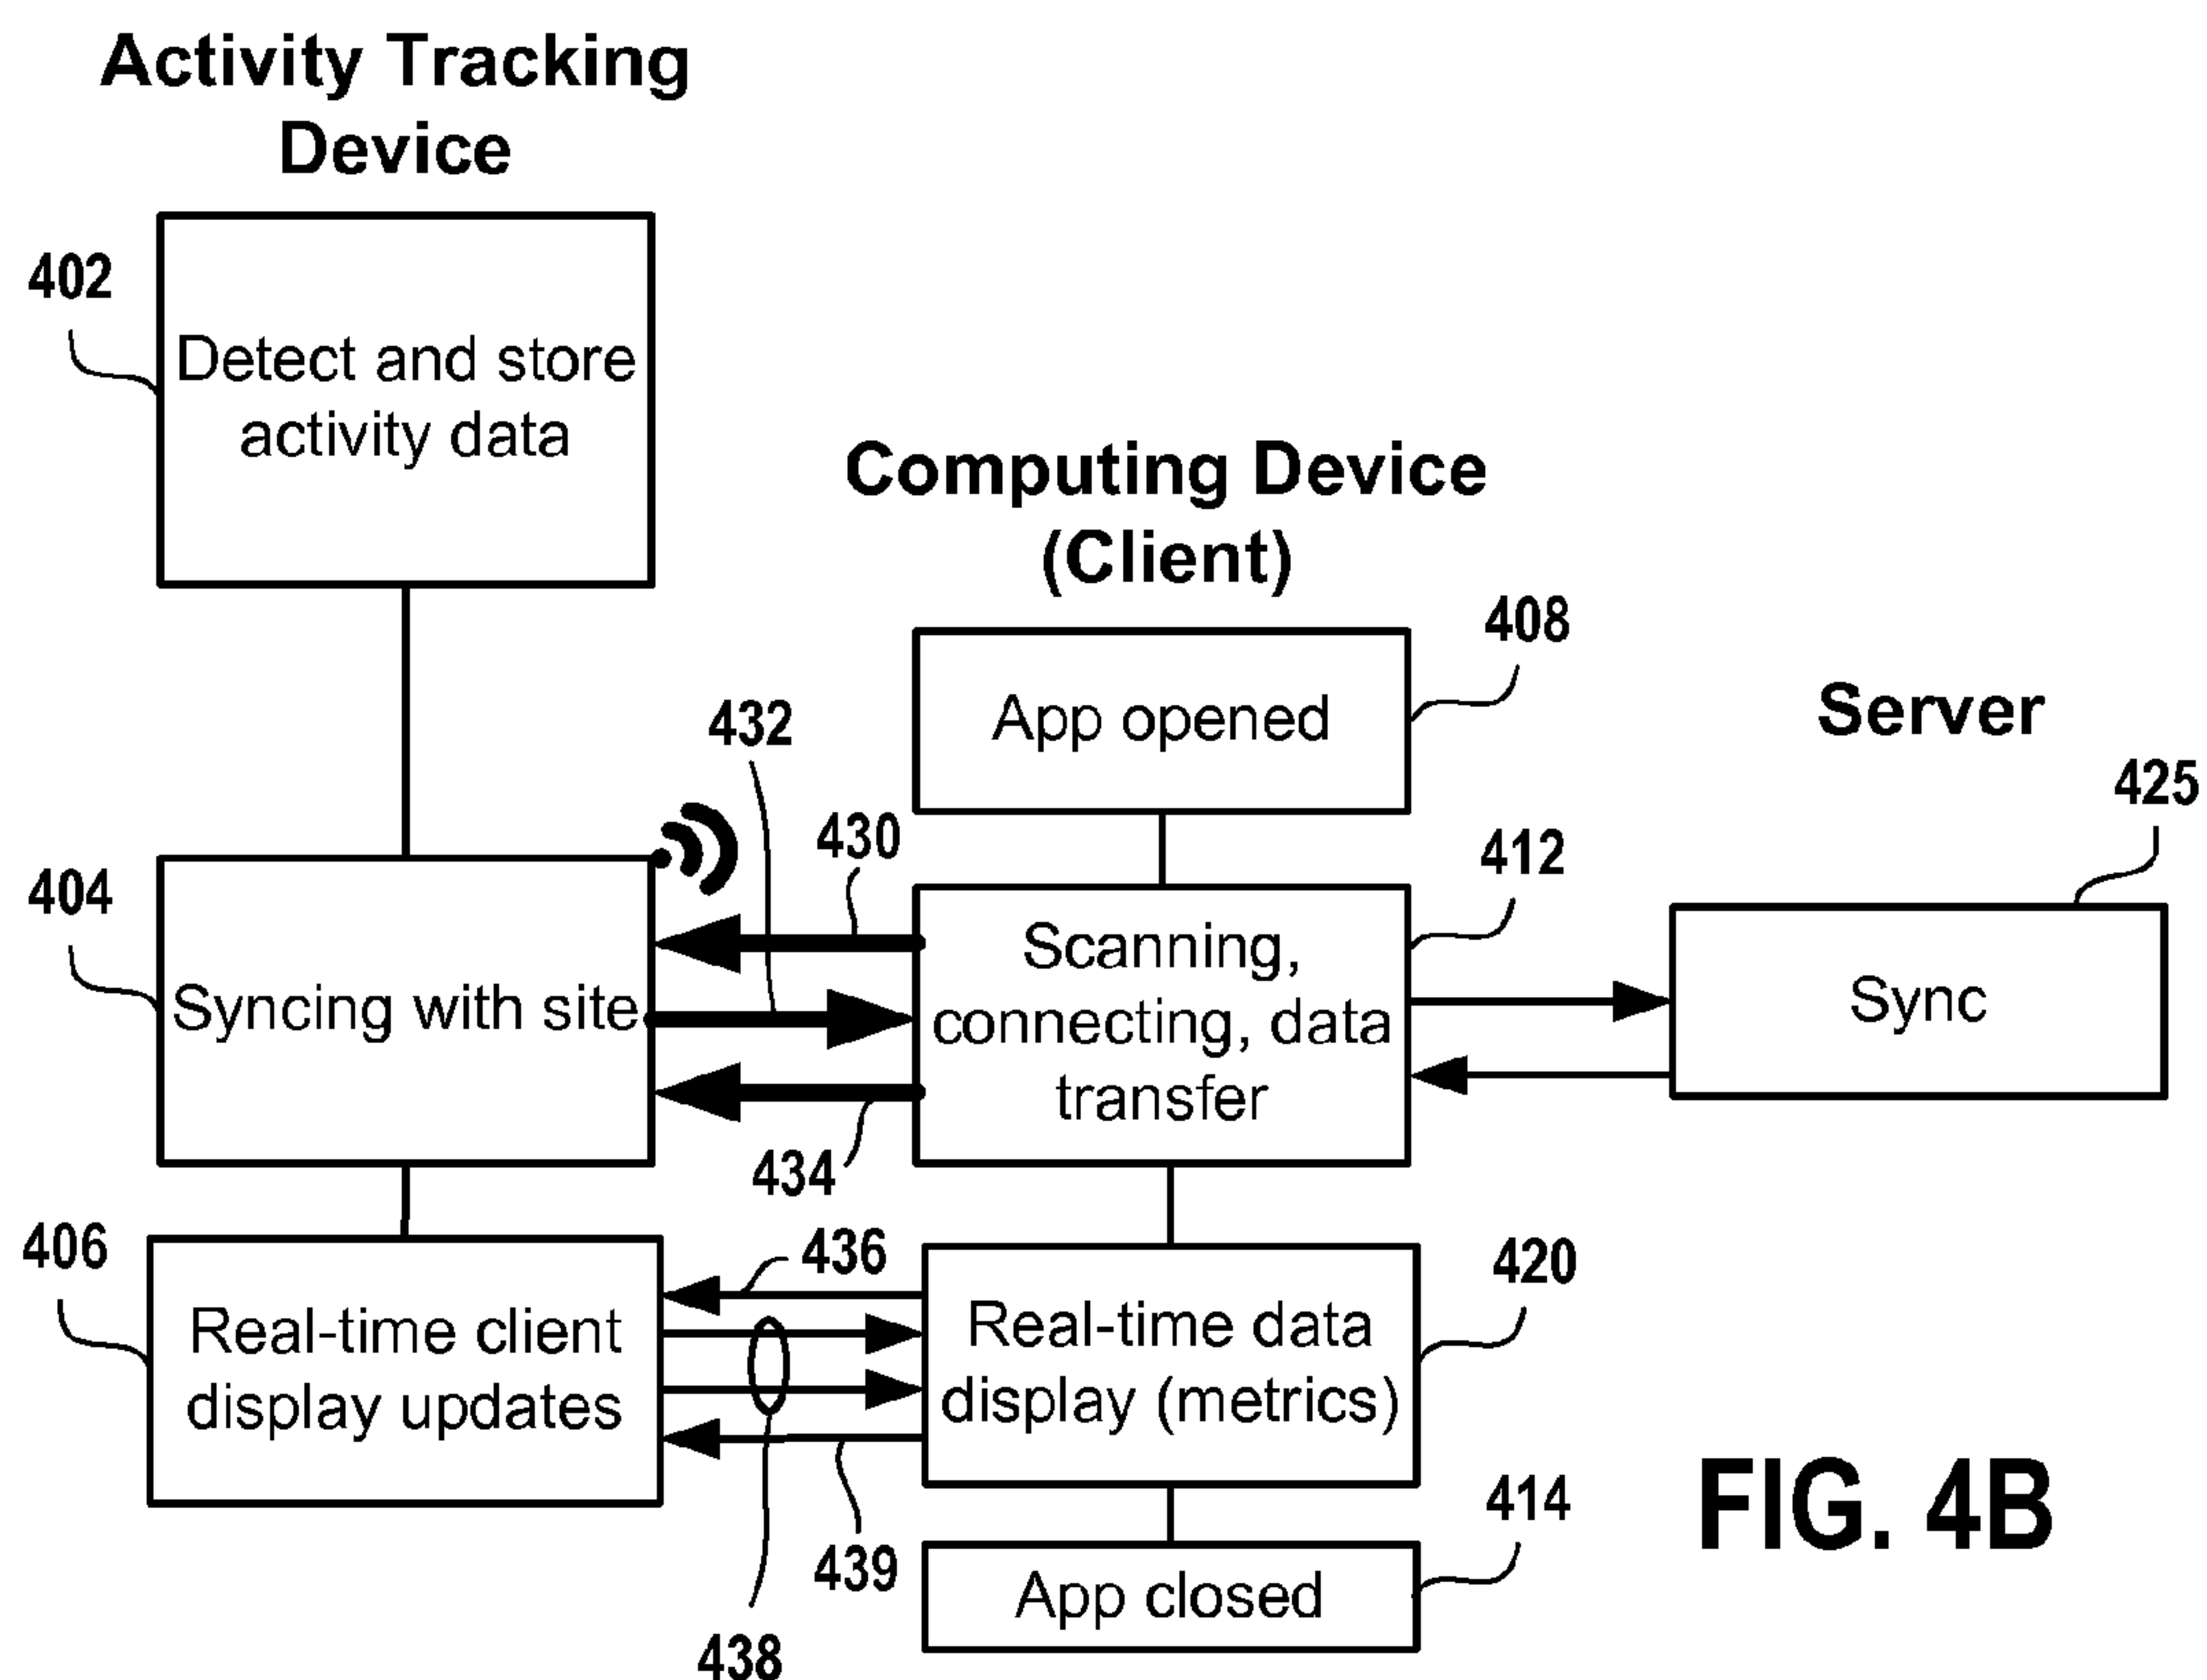 Activity Tracking
Device
402
Detect and store
activity data
Computing Device
(Client)
408
App opened
Server
432
430
425
404
412
Syncing with site
Scanning,
connecting, data
transfer
Sync
434
406
436
420
Real-time client
display updates
Real-time data
display (metrics)
439
438
414
App closed
FIG. 4B